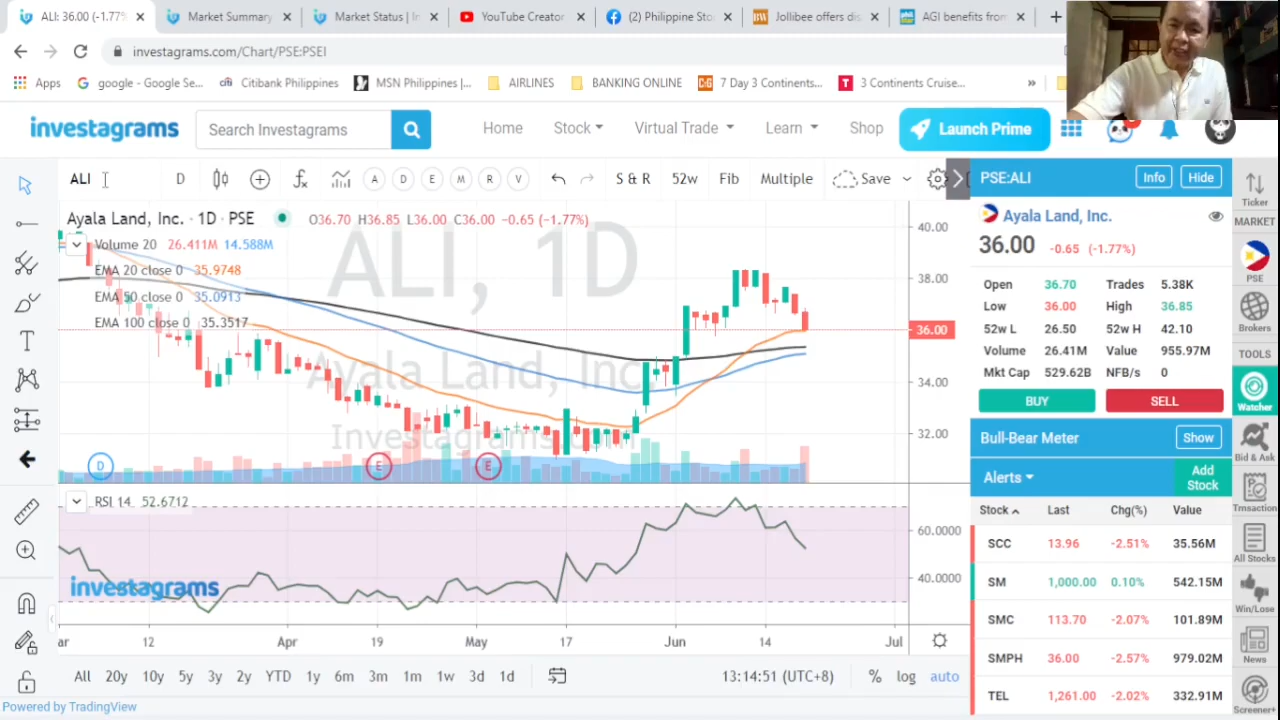 ALI: 36.00 (-1.77%
Market Summary
Market Status | In
YouTube Creator
(2) Philippine Sto
Jollibee offers dis
AGI benefits from
investagrams.com/Chart/PSE:PSEI
Apps
google - Google Se...
Citibank Philippines
MSN Philippines |...
AIRLINES
BANKING ONLINE
7 Day 3 Continents...
3 Continents Cruise...
»
investagrams
Search Investagrams
Home
Stock
Virtual Trade
Learn
Shop
Launch Prime
ALI
D
A
D
E
M
R
V
S & R
52w
Fib
Multiple
Save
Ayala Land, Inc. · 1D · PSE
O36.70 H36.85 L36.00 C36.00 -0.65 (-1.77%)
Volume 20 26.411M 14.588M
EMA 20 close 0 35.9748
EMA 50 close 0 35.0913
EMA 100 close 0 35.3517
ALI, 1D
Ayala Land, Inc.
Investagrams.com
40.00
38.00
36.00
34.00
32.00
D
E
E
RSI 14 52.6712
60.0000
40.0000
investagrams
ar
12
Apr
19
May
17
Jun
14
Jul
All
20y
10y
5y
3y
2y
YTD
1y
6m
3m
1m
1w
3d
1d
13:14:51 (UTC+8)
%
log
auto
Powered by TradingView
PSE:ALI
Info
Hide
Ayala Land, Inc.
36.00 -0.65 (-1.77%)
Open 36.70 Trades 5.38K
Low 36.00 High 36.85
52w L 26.50 52w H 42.10
Volume 26.41M Value 955.97M
Mkt Cap 529.62B NFB/s 0
BUY
SELL
Bull-Bear Meter
Show
Alerts
Add
Stock
Stock Last Chg(%) Value
SCC 13.96 -2.51% 35.56M
SM 1,000.00 0.10% 542.15M
SMC 113.70 -2.07% 101.89M
SMPH 36.00 -2.57% 979.02M
TEL 1,261.00 -2.02% 332.91M
Ticker
MARKET
PSE
Brokers
TOOLS
Watcher
Bid & Ask
Trnsaction
All Stocks
Win/Lose
News
Screener+